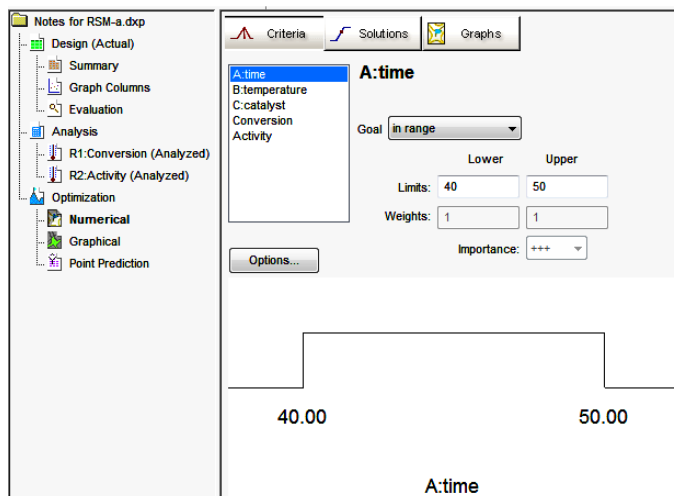 Notes for RSM-a.dxp
Design (Actual)
Summary
Graph Columns
Evaluation
Analysis
R1:Conversion (Analyzed)
R2:Activity (Analyzed)
Optimization
Numerical
Graphical
Point Prediction
Criteria
Solutions
Graphs
A:time
B:temperature
C:catalyst
Conversion
Activity
Options...
A:time
Goal in range
Lower Upper
Limits: 40 50
Weights: 1 1
Importance: +++
40.00 50.00
A:time